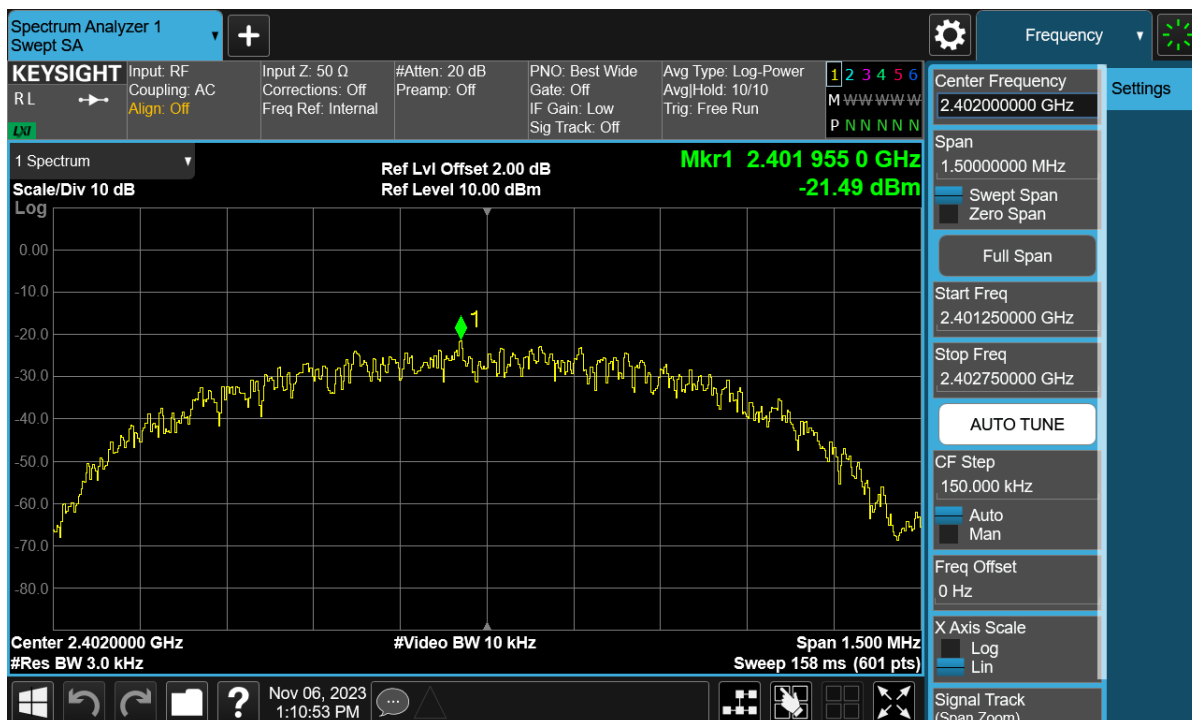 Spectrum Analyzer 1
Swept SA
Frequency
KEYSIGHT
R L
LXI
Input: RF
Coupling: AC
Align: Off
Input Z: 50 Ω
Corrections: Off
Freq Ref: Internal
#Atten: 20 dB
Preamp: Off
PNO: Best Wide
Gate: Off
IF Gain: Low
Sig Track: Off
Avg Type: Log-Power
Avg|Hold: 10/10
Trig: Free Run
1 2 3 4 5 6
M W W W W W
P N N N N N
1 Spectrum
Scale/Div 10 dB
Ref Lvl Offset 2.00 dB
Ref Level 10.00 dBm
Mkr1 2.401 955 0 GHz
-21.49 dBm
Log
0.00
-10.0
-20.0
-30.0
-40.0
-50.0
-60.0
-70.0
-80.0
1
Center 2.4020000 GHz
#Res BW 3.0 kHz
#Video BW 10 kHz
Span 1.500 MHz
Sweep 158 ms (601 pts)
Nov 06, 2023
1:10:53 PM
Center Frequency
2.402000000 GHz
Span
1.50000000 MHz
Swept Span
Zero Span
Full Span
Start Freq
2.401250000 GHz
Stop Freq
2.402750000 GHz
AUTO TUNE
CF Step
150.000 kHz
Auto
Man
Freq Offset
0 Hz
X Axis Scale
Log
Lin
Signal Track
(Span Zoom)
Settings